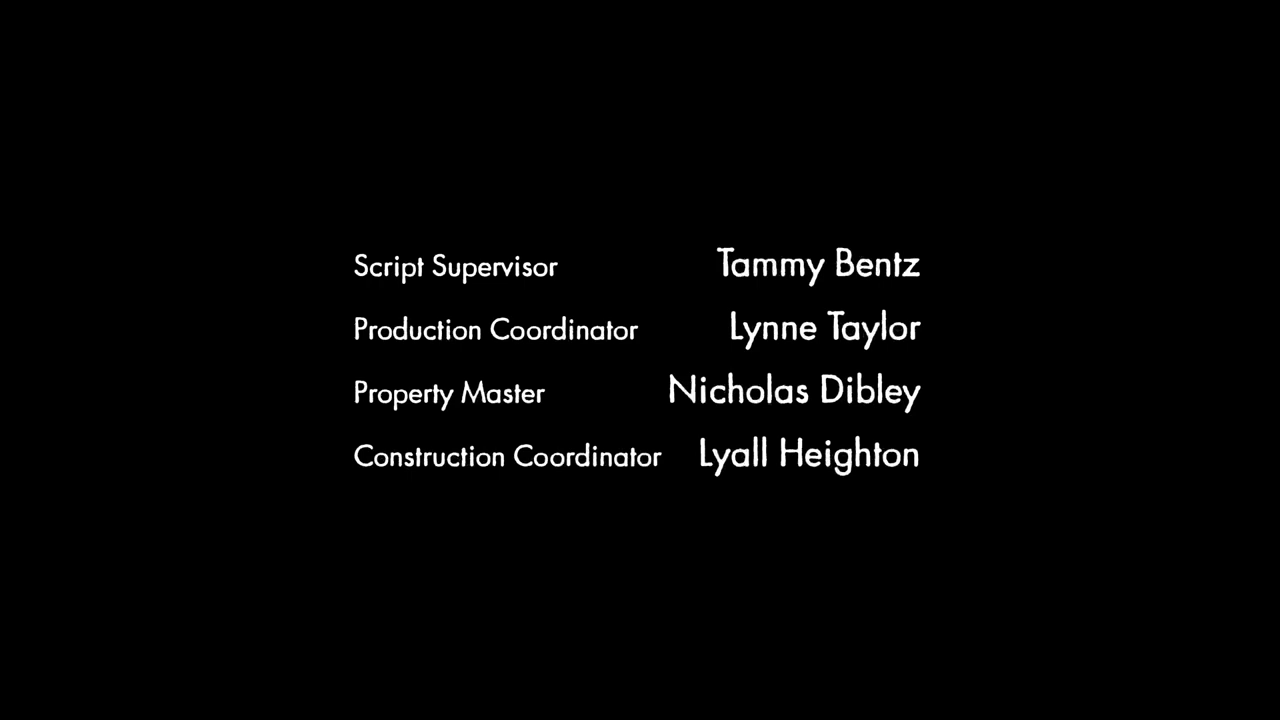 Script Supervisor Tammy Bentz
Production Coordinator Lynne Taylor
Property Master Nicholas Dibley
Construction Coordinator Lyall Heighton